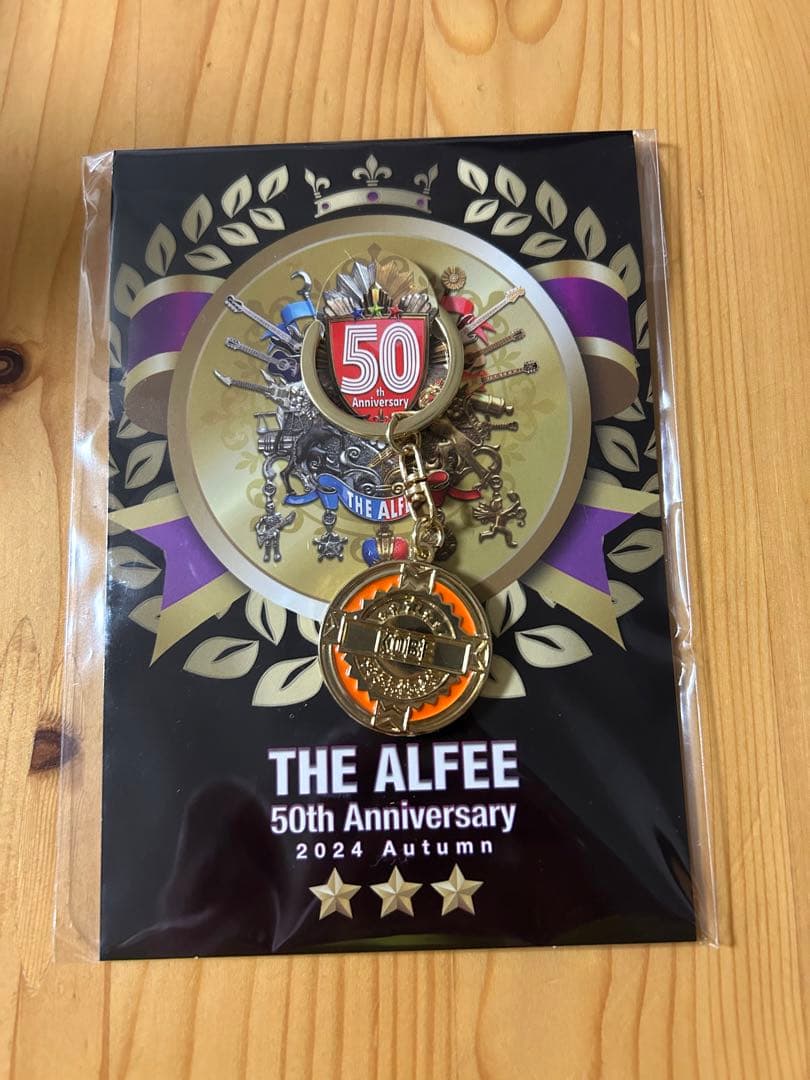 50
th
Anniversary
THE ALF
KOBE
THE ALFEE
50th Anniversary
2024 Autumn